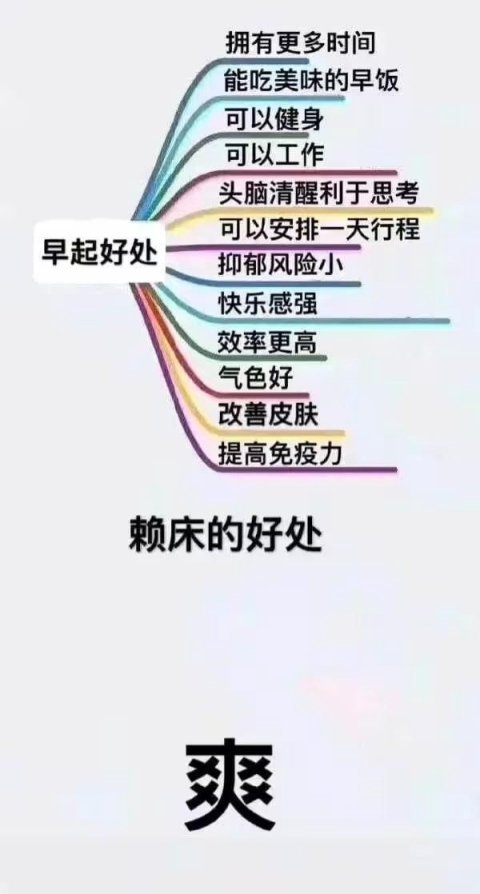 拥有更多时间
能吃美味的早饭
可以健身
可以工作
头脑清醒利于思考
可以安排一天行程
早起好处
抑郁风险小
快乐感强
效率更高
气色好
改善皮肤
提高免疫力
赖床的好处
爽